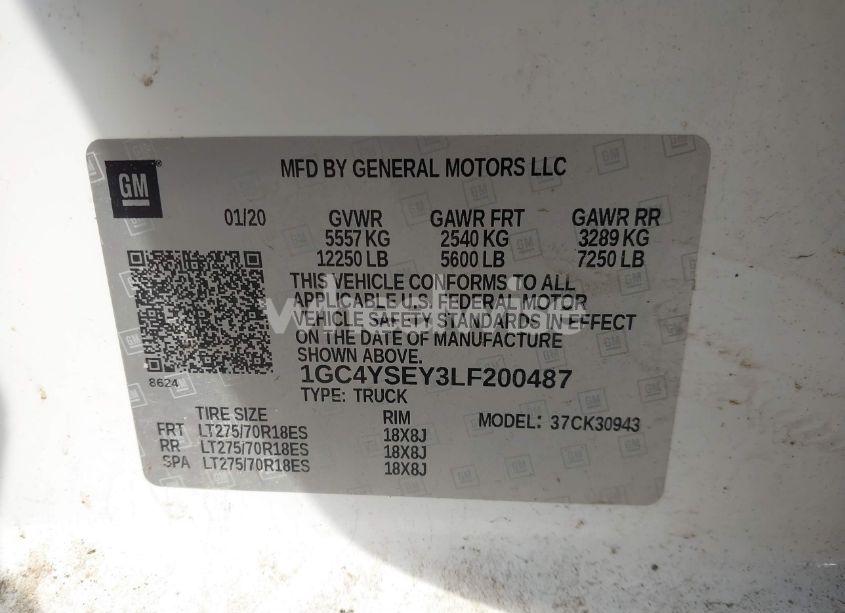 GM
MFD BY GENERAL MOTORS LLC
01/20 GVWR GAWR FRT GAWR RR
5557 KG 2540 KG 3289 KG
12250 LB 5600 LB 7250 LB
THIS VEHICLE CONFORMS TO ALL
APPLICABLE U.S. FEDERAL MOTOR
VEHICLE SAFETY STANDARDS IN EFFECT
ON THE DATE OF MANUFACTURE
SHOWN ABOVE.
8624
1GC4YSEY3LF200487
TYPE: TRUCK
TIRE SIZE RIM MODEL: 37CK30943
FRT LT275/70R18ES 18X8J
RR LT275/70R18ES 18X8J
SPA LT275/70R18ES 18X8J